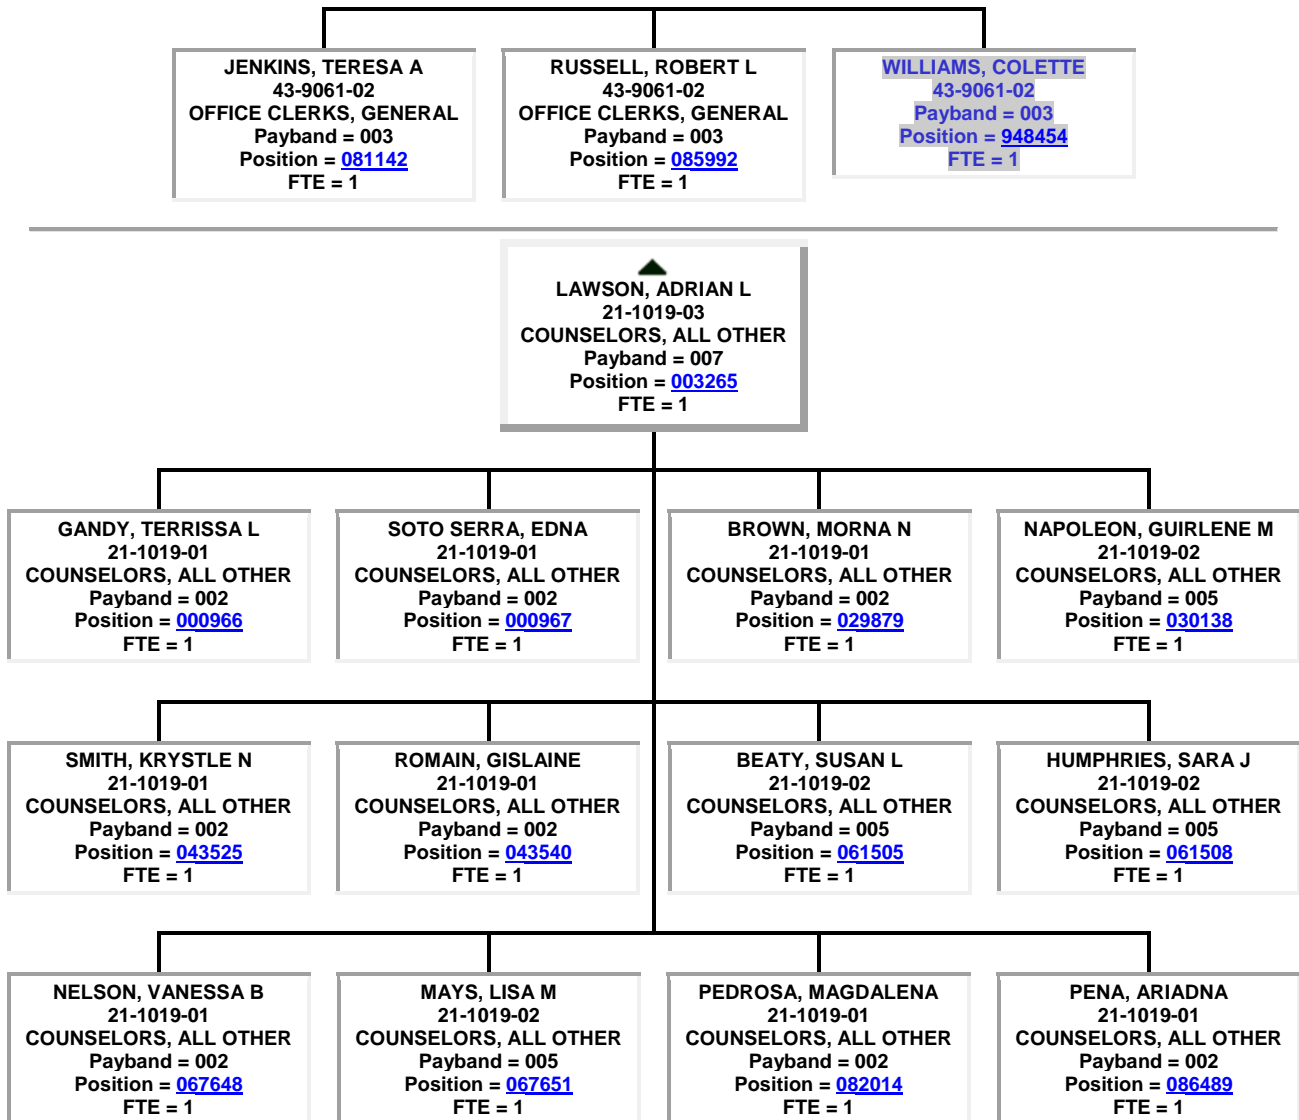 JENKINS, TERESA A
43-9061-02
OFFICE CLERKS, GENERAL
Payband = 003
Position = 081142
FTE = 1
RUSSELL, ROBERT L
43-9061-02
OFFICE CLERKS, GENERAL
Payband = 003
Position = 085992
FTE = 1
WILLIAMS, COLETTE
43-9061-02
Payband = 003
Position = 948454
FTE = 1
LAWSON, ADRIAN L
21-1019-03
COUNSELORS, ALL OTHER
Payband = 007
Position = 003265
FTE = 1
GANDY, TERRISSA L
21-1019-01
COUNSELORS, ALL OTHER
Payband = 002
Position = 000966
FTE = 1
SOTO SERRA, EDNA
21-1019-01
COUNSELORS, ALL OTHER
Payband = 002
Position = 000967
FTE = 1
BROWN, MORNA N
21-1019-01
COUNSELORS, ALL OTHER
Payband = 002
Position = 029879
FTE = 1
NAPOLEON, GUIRLENE M
21-1019-02
COUNSELORS, ALL OTHER
Payband = 005
Position = 030138
FTE = 1
SMITH, KRYSTLE N
21-1019-01
COUNSELORS, ALL OTHER
Payband = 002
Position = 043525
FTE = 1
ROMAIN, GISLAINE
21-1019-01
COUNSELORS, ALL OTHER
Payband = 002
Position = 043540
FTE = 1
BEATY, SUSAN L
21-1019-02
COUNSELORS, ALL OTHER
Payband = 005
Position = 061505
FTE = 1
HUMPHRIES, SARA J
21-1019-02
COUNSELORS, ALL OTHER
Payband = 005
Position = 061508
FTE = 1
NELSON, VANESSA B
21-1019-01
COUNSELORS, ALL OTHER
Payband = 002
Position = 067648
FTE = 1
MAYS, LISA M
21-1019-02
COUNSELORS, ALL OTHER
Payband = 005
Position = 067651
FTE = 1
PEDROSA, MAGDALENA
21-1019-01
COUNSELORS, ALL OTHER
Payband = 002
Position = 082014
FTE = 1
PENA, ARIADNA
21-1019-01
COUNSELORS, ALL OTHER
Payband = 002
Position = 086489
FTE = 1